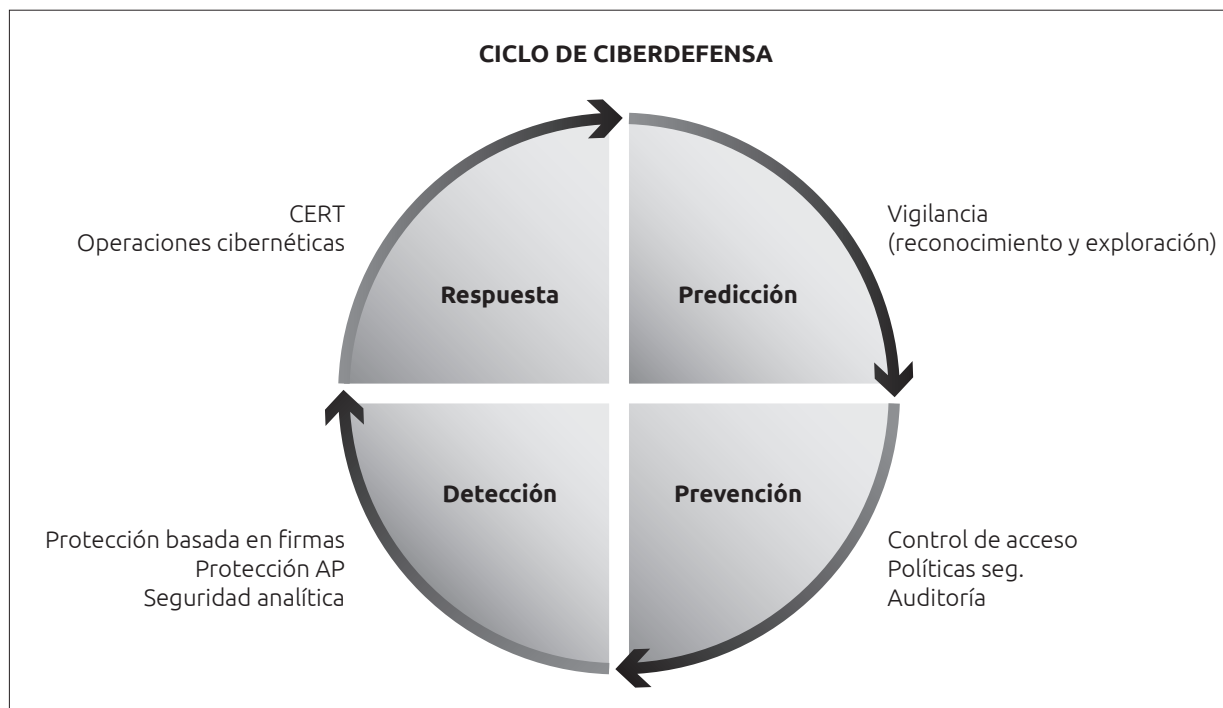 CICLO DE CIBERDEFENSA
CERT
Operaciones cibernéticas
Vigilancia
(reconocimiento y exploración)
Respuesta
Predicción
Detección
Prevención
Protección basada en firmas
Protección AP
Seguridad analítica
Control de acceso
Políticas seg.
Auditoría